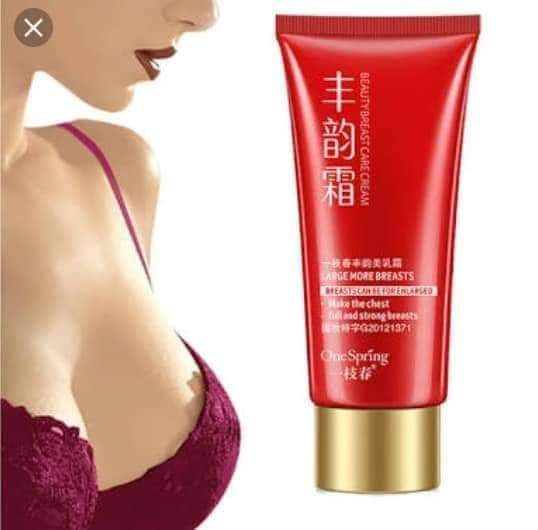 丰韵霜
BEAUTY BREAST CARE CREAM
一枝春丰韵美乳霜
LARGE MORE BREASTS
BREASTS CAN BE FOR ENLARGED
Make the chest
full and strong breasts
国妆特字G20121371
OneSpring
一枝春®